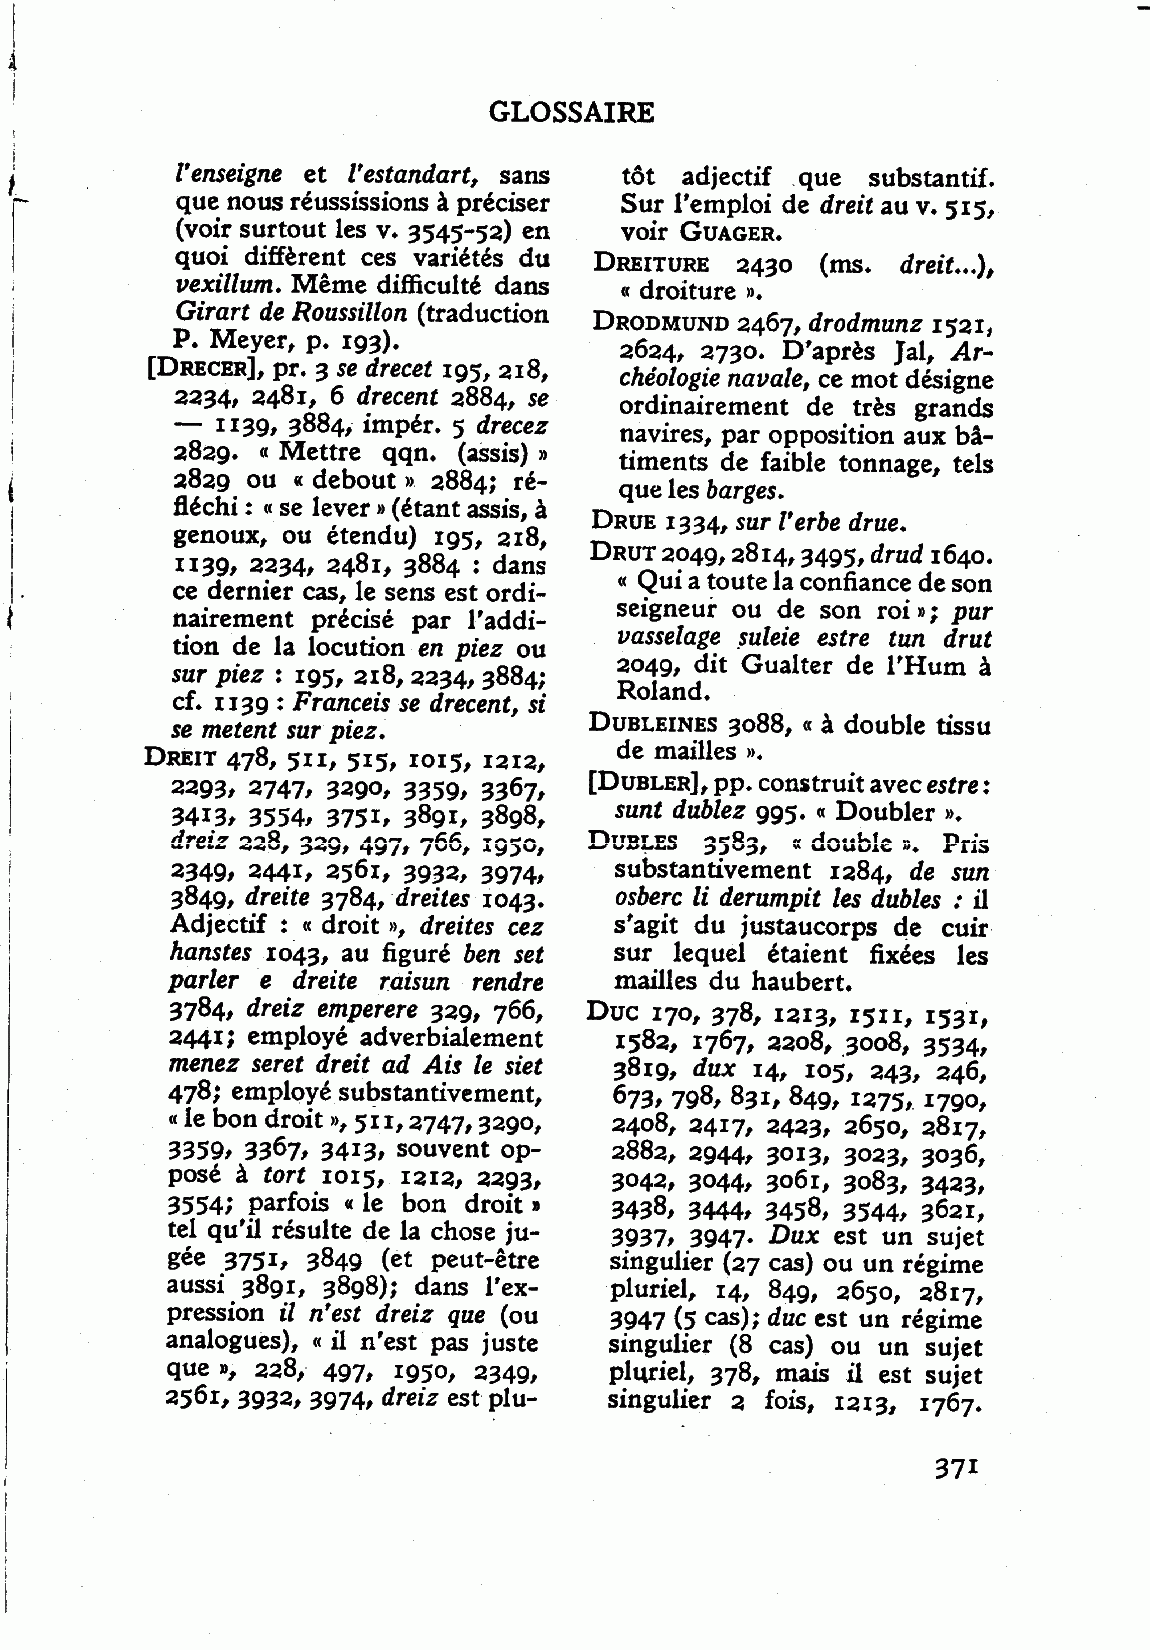 GLOSSAIRE
l'enseigne et l'estandart, sans
que nous réussissions à préciser
(voir surtout les v. 3545-52) en
quoi diffèrent ces variétés du
vexillum. Même difficulté dans
Girart de Roussillon (traduction
P. Meyer, p. 193).
[DRECER], pr. 3 se drecet 195, 218,
2234, 2481, 6 drecent 2884, se
— 1139, 3884, impér. 5 drecez
2829. « Mettre qqn. (assis) »
2829 ou « debout » 2884; ré-
fléchi : « se lever » (étant assis, à
genoux, ou étendu) 195, 218,
1139, 2234, 2481, 3884 : dans
ce dernier cas, le sens est ordi-
nairement précisé par l'addi-
tion de la locution en piez ou
sur piez : 195, 218, 2234, 3884;
cf. 1139 : Franceis se drecent, si
se metent sur piez.
DREIT 478, 511, 515, 1015, 1212,
2293, 2747, 3290, 3359, 3367,
3413, 3554, 3751, 3891, 3898,
dreiz 228, 329, 497, 766, 1950,
2349, 2441, 2561, 3932, 3974,
3849, dreite 3784, dreites 1043.
Adjectif : « droit », dreites cez
hanstes 1043, au figuré ben set
parler e dreite raisun rendre
3784, dreiz emperere 329, 766,
2441; employé adverbialement
menez seret dreit ad Ais le siet
478; employé substantivement,
« le bon droit », 511, 2747, 3290,
3359, 3367, 3413, souvent op-
posé à tort 1015, 1212, 2293,
3554; parfois « le bon droit »
tel qu'il résulte de la chose ju-
gée 3751, 3849 (et peut-être
aussi 3891, 3898); dans l'ex-
pression il n'est dreiz que (ou
analogues), « il n'est pas juste
que », 228, 497, 1950, 2349,
2561, 3932, 3974, dreiz est plu-
tôt adjectif que substantif.
Sur l'emploi de dreit au v. 515,
voir GUAGER.
DREITURE 2430 (ms. dreit...),
« droiture ».
DRODMUND 2467, drodmunz 1521,
2624, 2730. D'après Jal, Ar-
chéologie navale, ce mot désigne
ordinairement de très grands
navires, par opposition aux bâ-
timents de faible tonnage, tels
que les barges.
DRUE 1334, sur l'erbe drue.
DRUT 2049, 2814, 3495, drud 1640.
« Qui a toute la confiance de son
seigneur ou de son roi »; pur
vasselage suleie estre tun drut
2049, dit Gualter de l'Hum à
Roland.
DUBLEINES 3088, « à double tissu
de mailles ».
[DUBLER], pp. construit avec estre :
sunt dublez 995. « Doubler ».
DUBLES 3583, « double ». Pris
substantivement 1284, de sun
osberc li derumpit les dubles : il
s'agit du justaucorps de cuir
sur lequel étaient fixées les
mailles du haubert.
DUC 170, 378, 1213, 1511, 1531,
1582, 1767, 2208, 3008, 3534,
3819, dux 14, 105, 243, 246,
673, 798, 831, 849, 1275, 1790,
2408, 2417, 2423, 2650, 2817,
2882, 2944, 3013, 3023, 3036,
3042, 3044, 3061, 3083, 3423,
3438, 3444, 3458, 3544, 3621,
3937, 3947. Dux est un sujet
singulier (27 cas) ou un régime
pluriel, 14, 849, 2650, 2817,
3947 (5 cas); duc est un régime
singulier (8 cas) ou un sujet
pluriel, 378, mais il est sujet
singulier 2 fois, 1213, 1767.
371